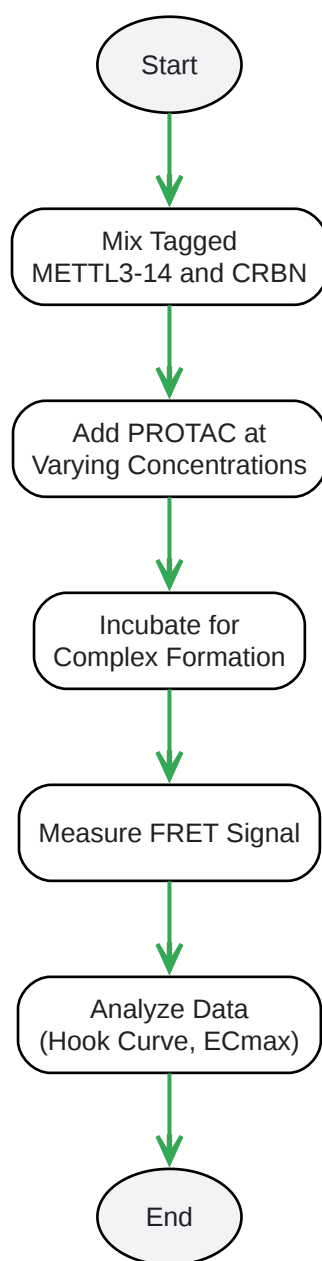 Start
Mix Tagged
METTL3-14 and CRBN
Add PROTAC at
Varying Concentrations
Incubate for
Complex Formation
Measure FRET Signal
Analyze Data
(Hook Curve, ECmax)
End